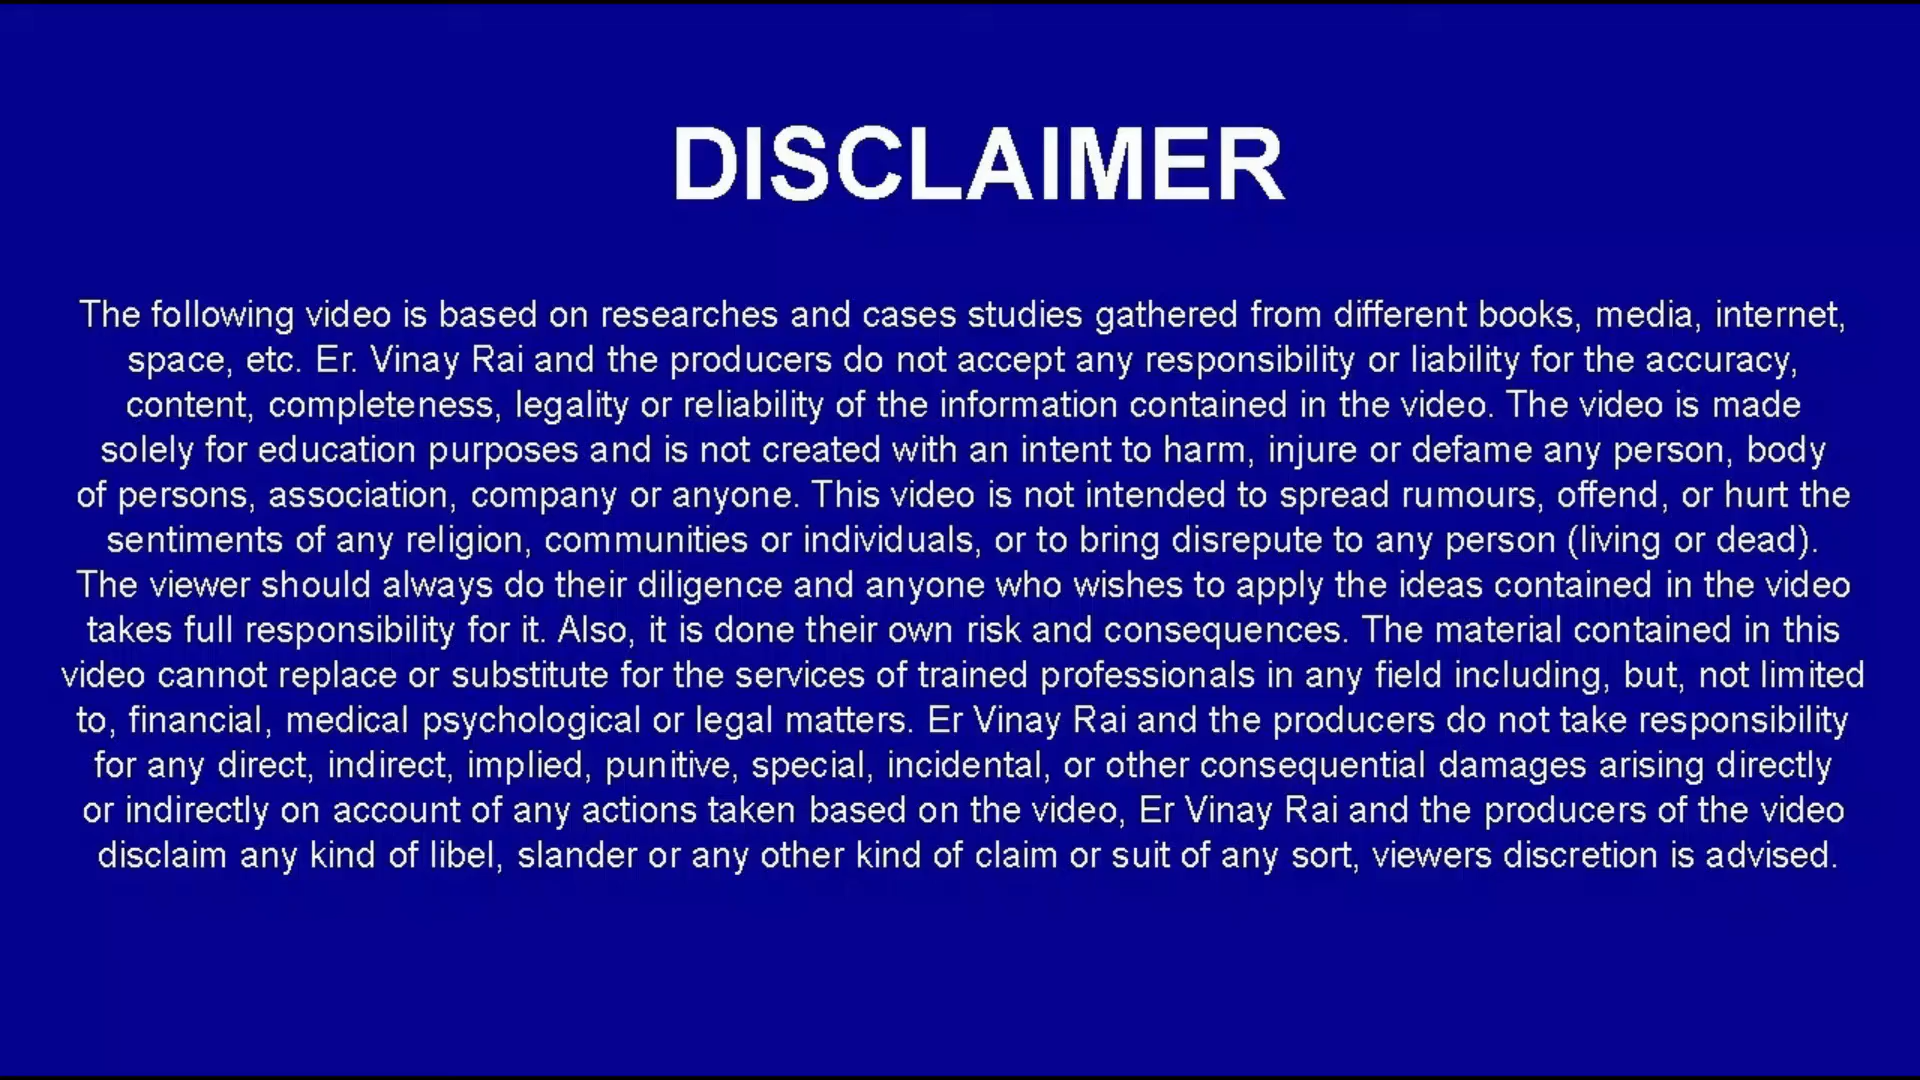 DISCLAIMER
The following video is based on researches and cases studies gathered from different books, media, internet,
space, etc. Er. Vinay Rai and the producers do not accept any responsibility or liability for the accuracy,
content, completeness, legality or reliability of the information contained in the video. The video is made
solely for education purposes and is not created with an intent to harm, injure or defame any person, body
of persons, association, company or anyone. This video is not intended to spread rumours, offend, or hurt the
sentiments of any religion, communities or individuals, or to bring disrepute to any person (living or dead).
The viewer should always do their diligence and anyone who wishes to apply the ideas contained in the video
takes full responsibility for it. Also, it is done their own risk and consequences. The material contained in this
video cannot replace or substitute for the services of trained professionals in any field including, but, not limited
to, financial, medical psychological or legal matters. Er Vinay Rai and the producers do not take responsibility
for any direct, indirect, implied, punitive, special, incidental, or other consequential damages arising directly
or indirectly on account of any actions taken based on the video, Er Vinay Rai and the producers of the video
disclaim any kind of libel, slander or any other kind of claim or suit of any sort, viewers discretion is advised.